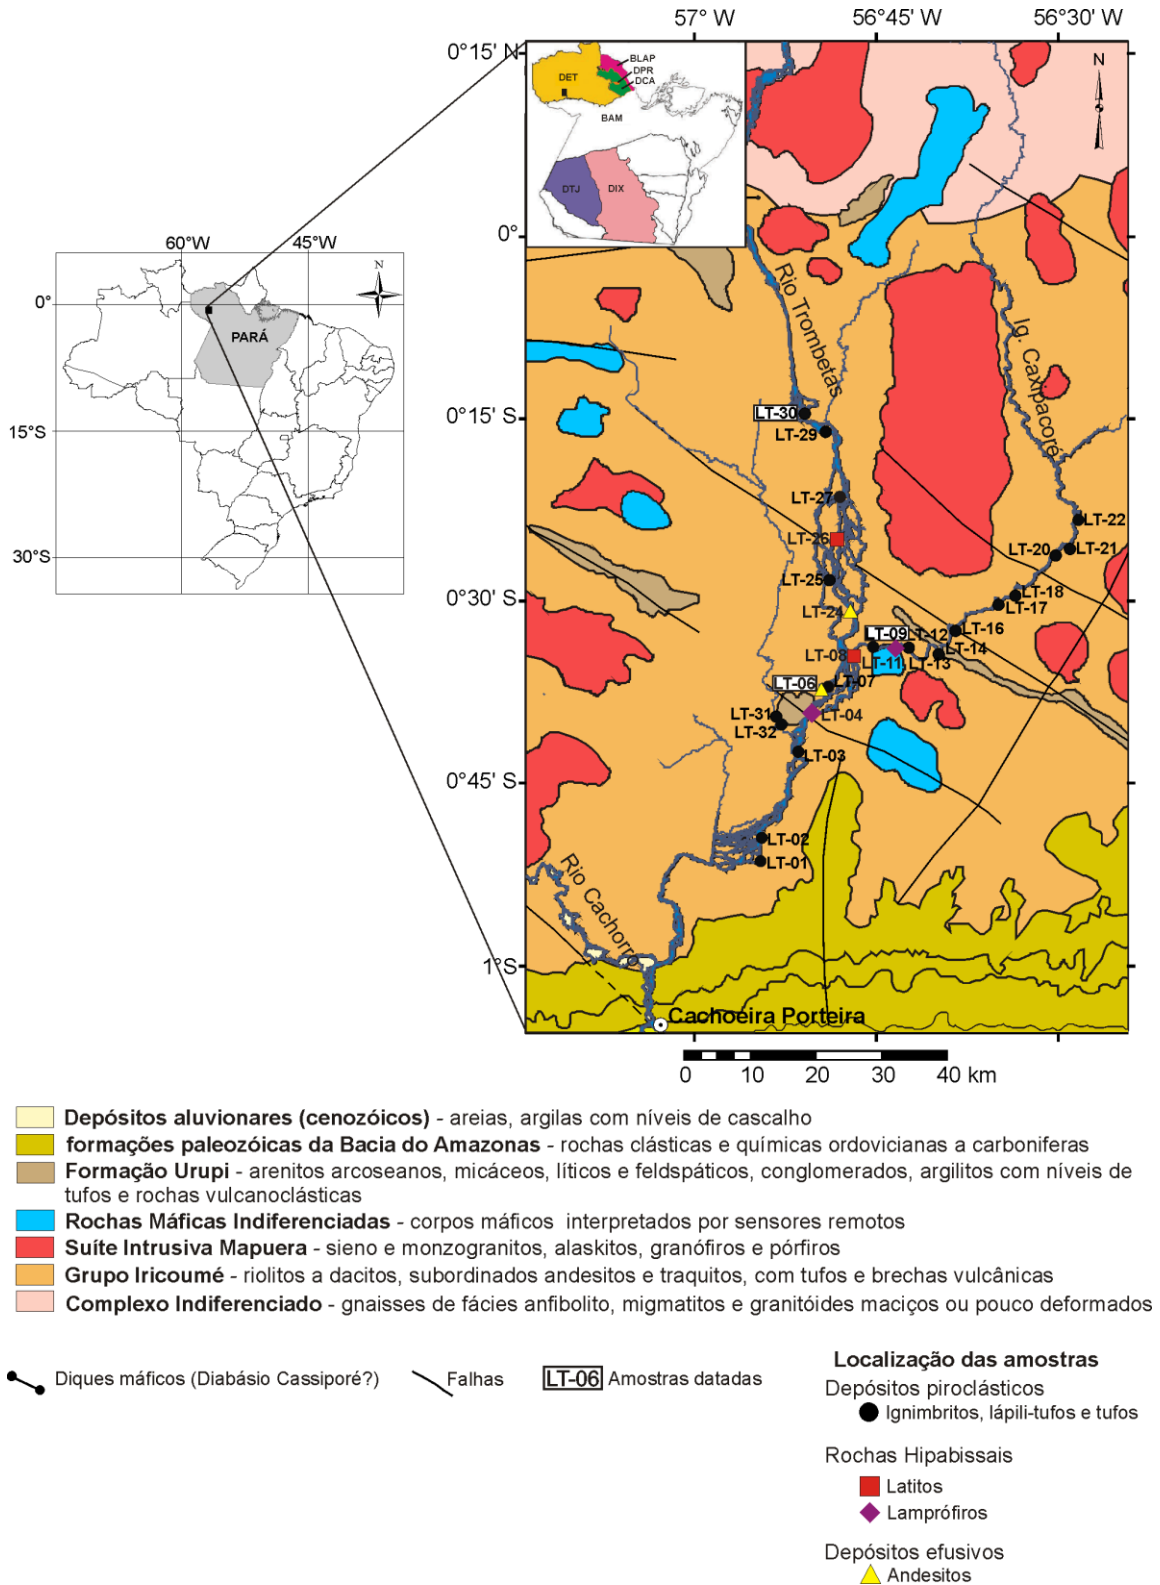 57° W
56°45' W
56°30' W
0°15' N
N
BLAP
DPR
DCA
DET
BAM
DTJ
DIX
0°
Rio Trombetas
Ig. Caxipacoré
60°W
45°W
N
0°
PARÁ
15°S
30°S
0°15' S
LT-30
LT-29
LT-27
LT-22
LT-26
LT-20
LT-21
LT-25
LT-18
LT-17
0°30' S
LT-24
LT-16
LT-09
LT-12
LT-14
LT-08
LT-11
LT-13
LT-06
LT-07
LT-31
LT-04
LT-32
LT-03
0°45' S
LT-02
LT-01
Rio Cachorro
1°S
Cachoeira Porteira
0 10 20 30 40 km
Depósitos aluvionares (cenozóicos) - areias, argilas com níveis de cascalho
formações paleozóicas da Bacia do Amazonas - rochas clásticas e químicas ordovicianas a carboniferas
Formação Urupi - arenitos arcoseanos, micáceos, líticos e feldspáticos, conglomerados, argilitos com níveis de
tufos e rochas vulcanoclásticas
Rochas Máficas Indiferenciadas - corpos máficos interpretados por sensores remotos
Suíte Intrusiva Mapuera - sieno e monzogranitos, alaskitos, granófiros e pórfiros
Grupo Iricoumé - riolitos a dacitos, subordinados andesitos e traquitos, com tufos e brechas vulcânicas
Complexo Indiferenciado - gnaisses de fácies anfibolito, migmatitos e granitóides maciços ou pouco deformados
Diques máficos (Diabásio Cassiporé?)
Falhas
LT-06 Amostras datadas
Localização das amostras
Depósitos piroclásticos
Ignimbritos, lápili-tufos e tufos
Rochas Hipabissais
Latitos
Lamprófiros
Depósitos efusivos
Andesitos